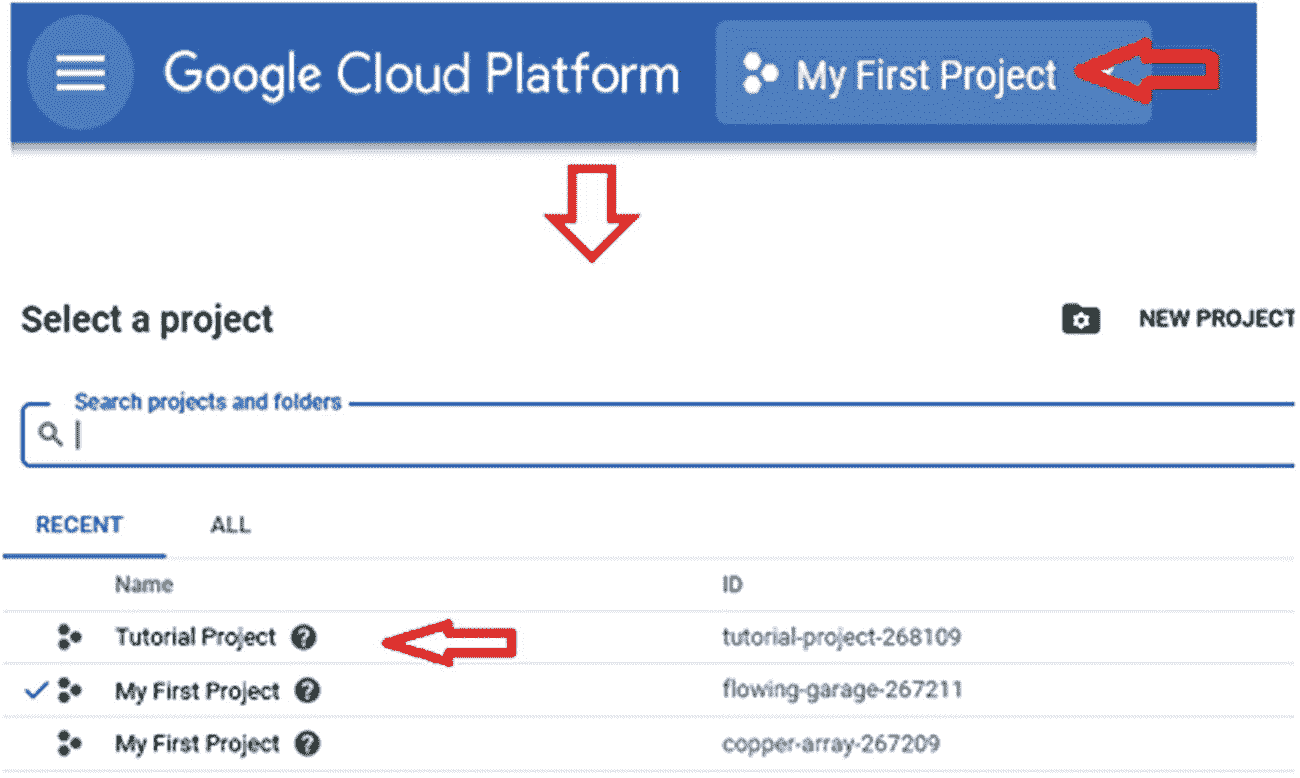 Google Cloud Platform My First Project
Select a project NEW PROJECT
Search projects and folders
RECENT ALL
Name ID
Tutorial Project tutorial-project-268109
My First Project flowing-garage-267211
My First Project copper-array-267209